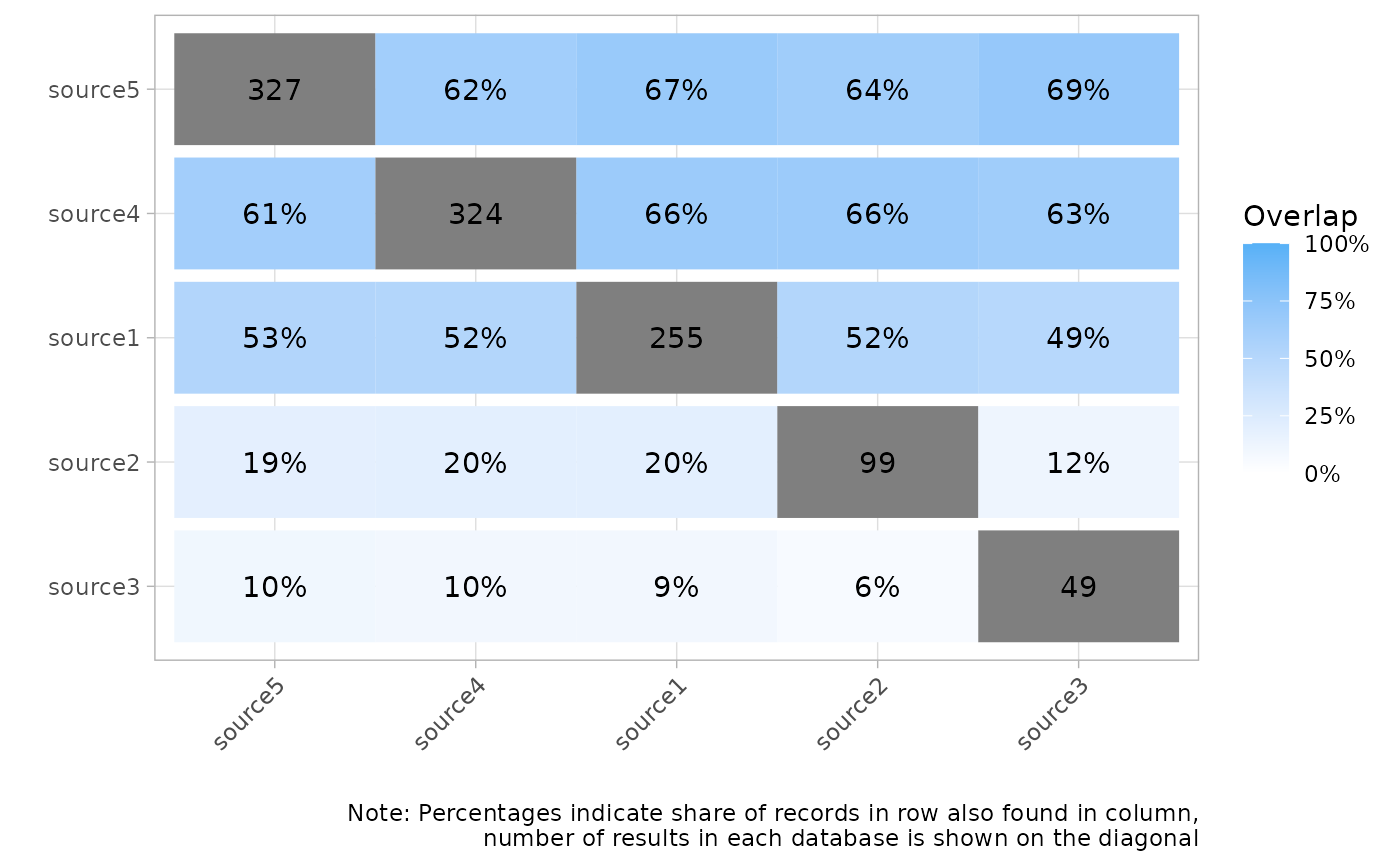 source5 327 62% 67% 64% 69%
source4 61% 324 66% 66% 63%
source1 53% 52% 255 52% 49%
source2 19% 20% 20% 99 12%
source3 10% 10% 9% 6% 49
source5 source4 source1 source2 source3
Overlap
100%
75%
50%
25%
0%
Note: Percentages indicate share of records in row also found in column,
number of results in each database is shown on the diagonal